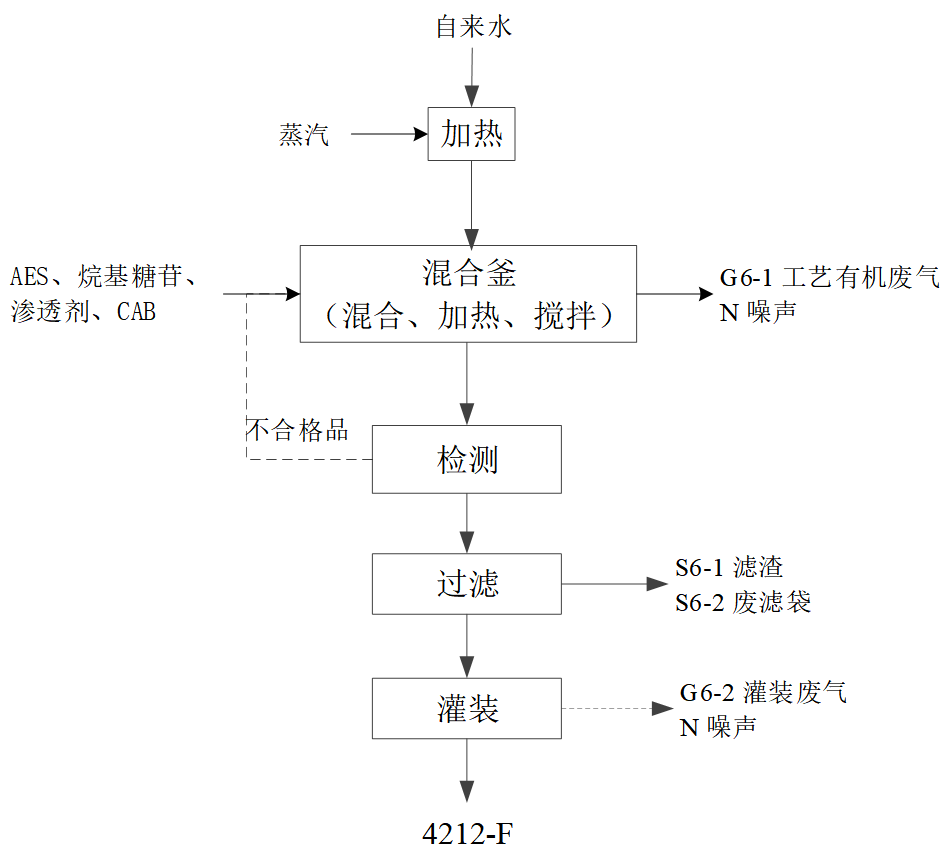 自来水
蒸汽
加热
AES、烷基糖苷、
渗透剂、CAB
混合釜
（混合、加热、搅拌）
G6-1 工艺有机废气
N 噪声
不合格品
检测
过滤
S6-1 滤渣
S6-2 废滤袋
灌装
G6-2 灌装废气
N 噪声
4212-F